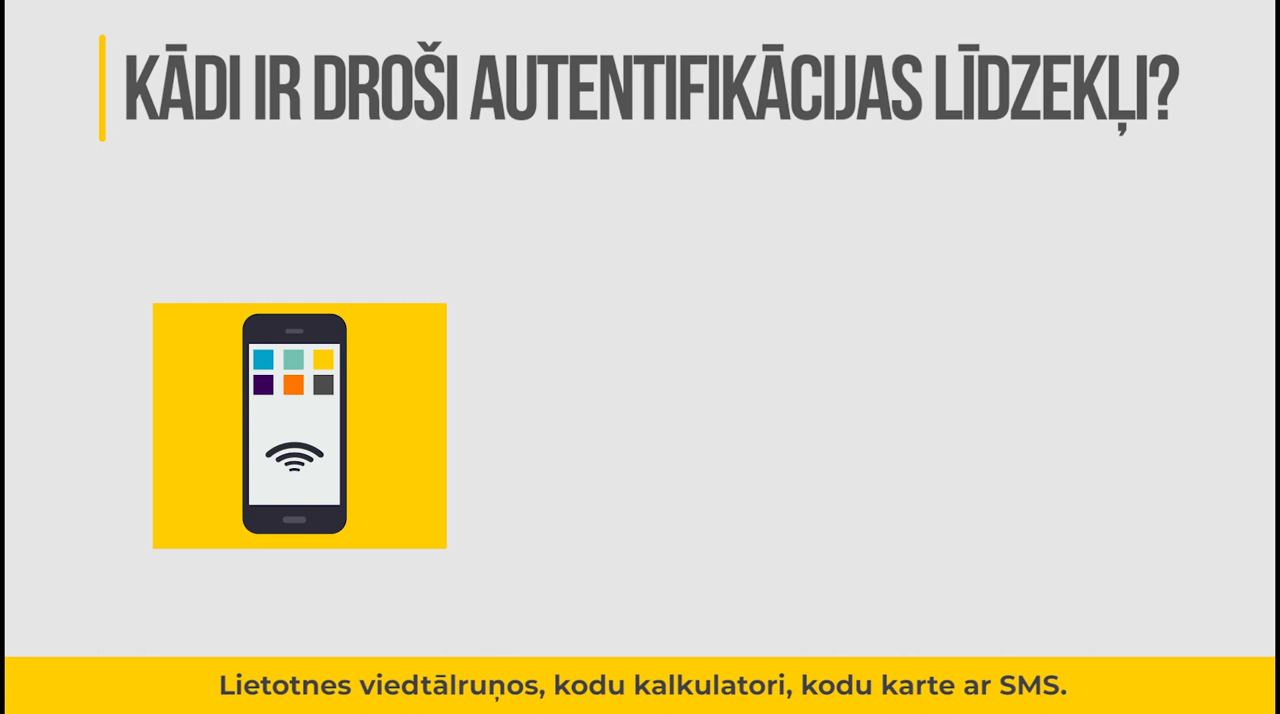 KĀDI IR DROŠI AUTENTIFIKĀCIJAS LĪDZEKĻI?
Lietotnes viedtālruņos, kodu kalkulatori, kodu karte ar SMS.